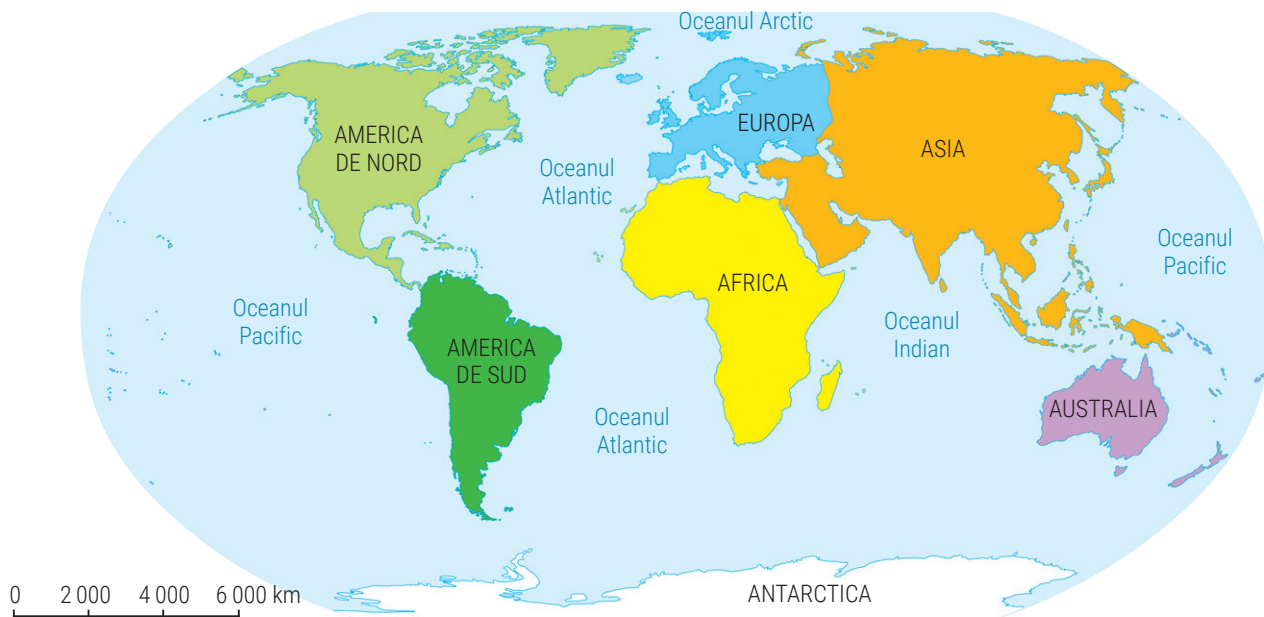 Oceanul Arctic
AMERICA
DE NORD
EUROPA
ASIA
Oceanul
Atlantic
Oceanul
Pacific
AFRICA
Oceanul
Pacific
Oceanul
Indian
AMERICA
DE SUD
AUSTRALIA
Oceanul
Atlantic
ANTARCTICA
0 2 000 4 000 6 000 km